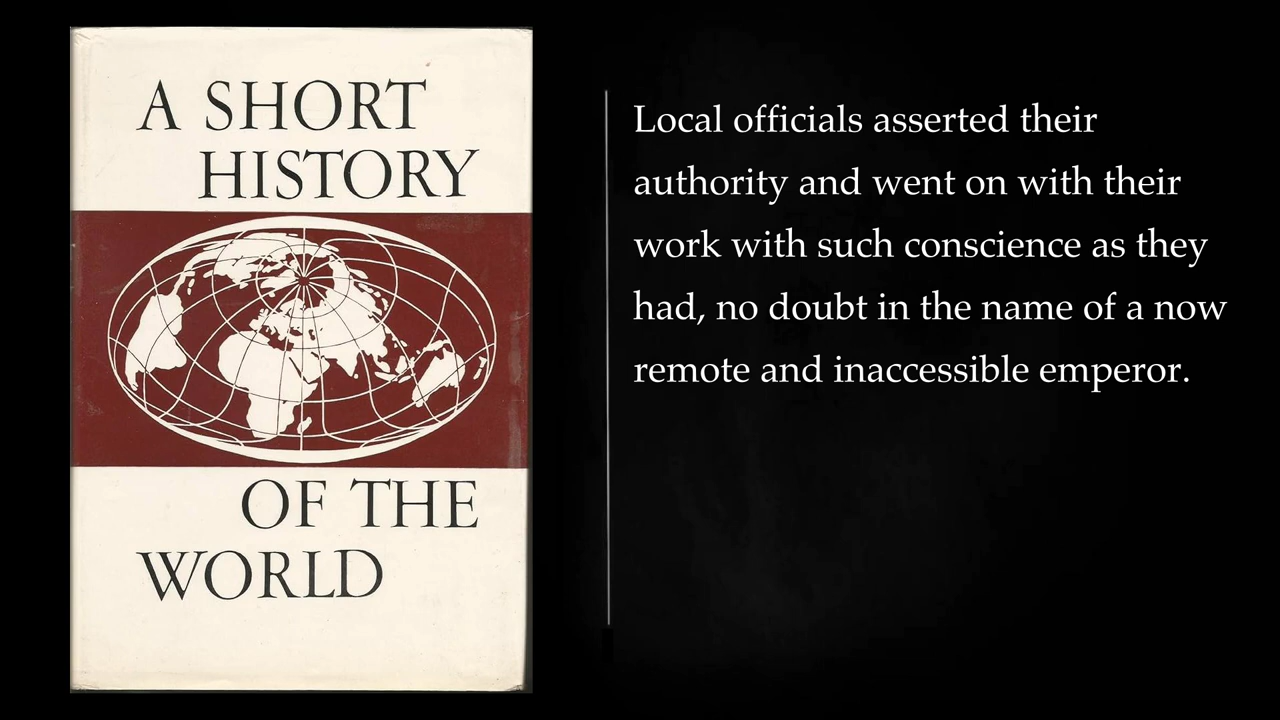 A SHORT
HISTORY
OF THE
WORLD
Local officials asserted their
authority and went on with their
work with such conscience as they
had, no doubt in the name of a now
remote and inaccessible emperor.